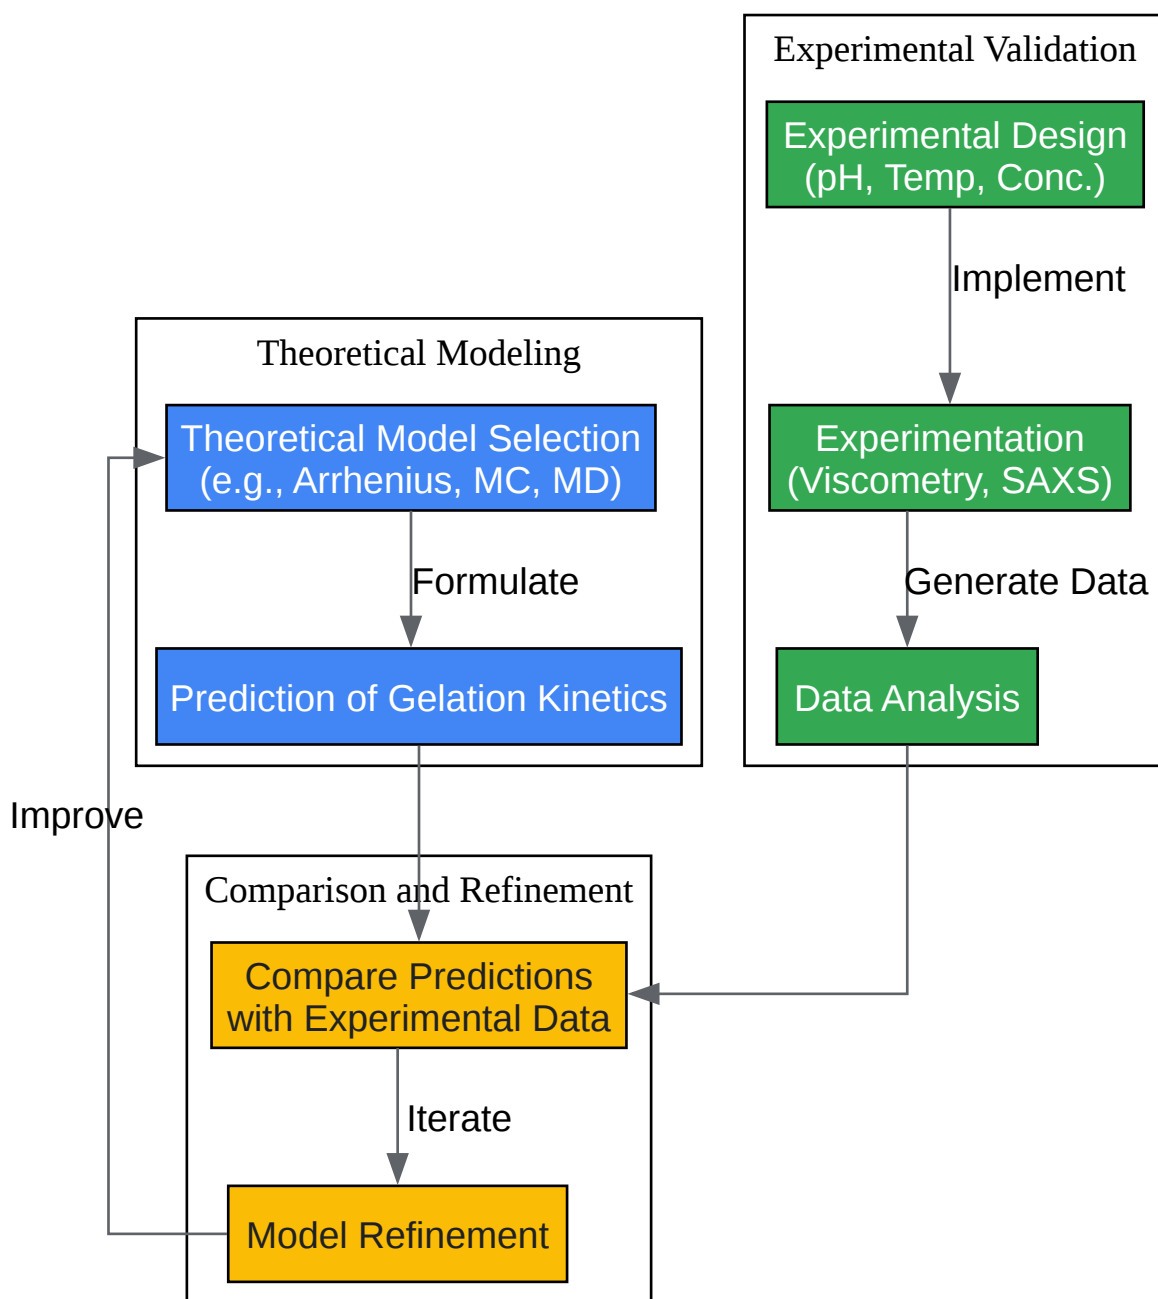 Experimental Validation
Experimental Design
(pH, Temp, Conc.)
Implement
Theoretical Modeling
Theoretical Model Selection
(e.g., Arrhenius, MC, MD)
Experimentation
(Viscometry, SAXS)
Formulate
Generate Data
Prediction of Gelation Kinetics
Data Analysis
Improve
Comparison and Refinement
Compare Predictions
with Experimental Data
Iterate
Model Refinement